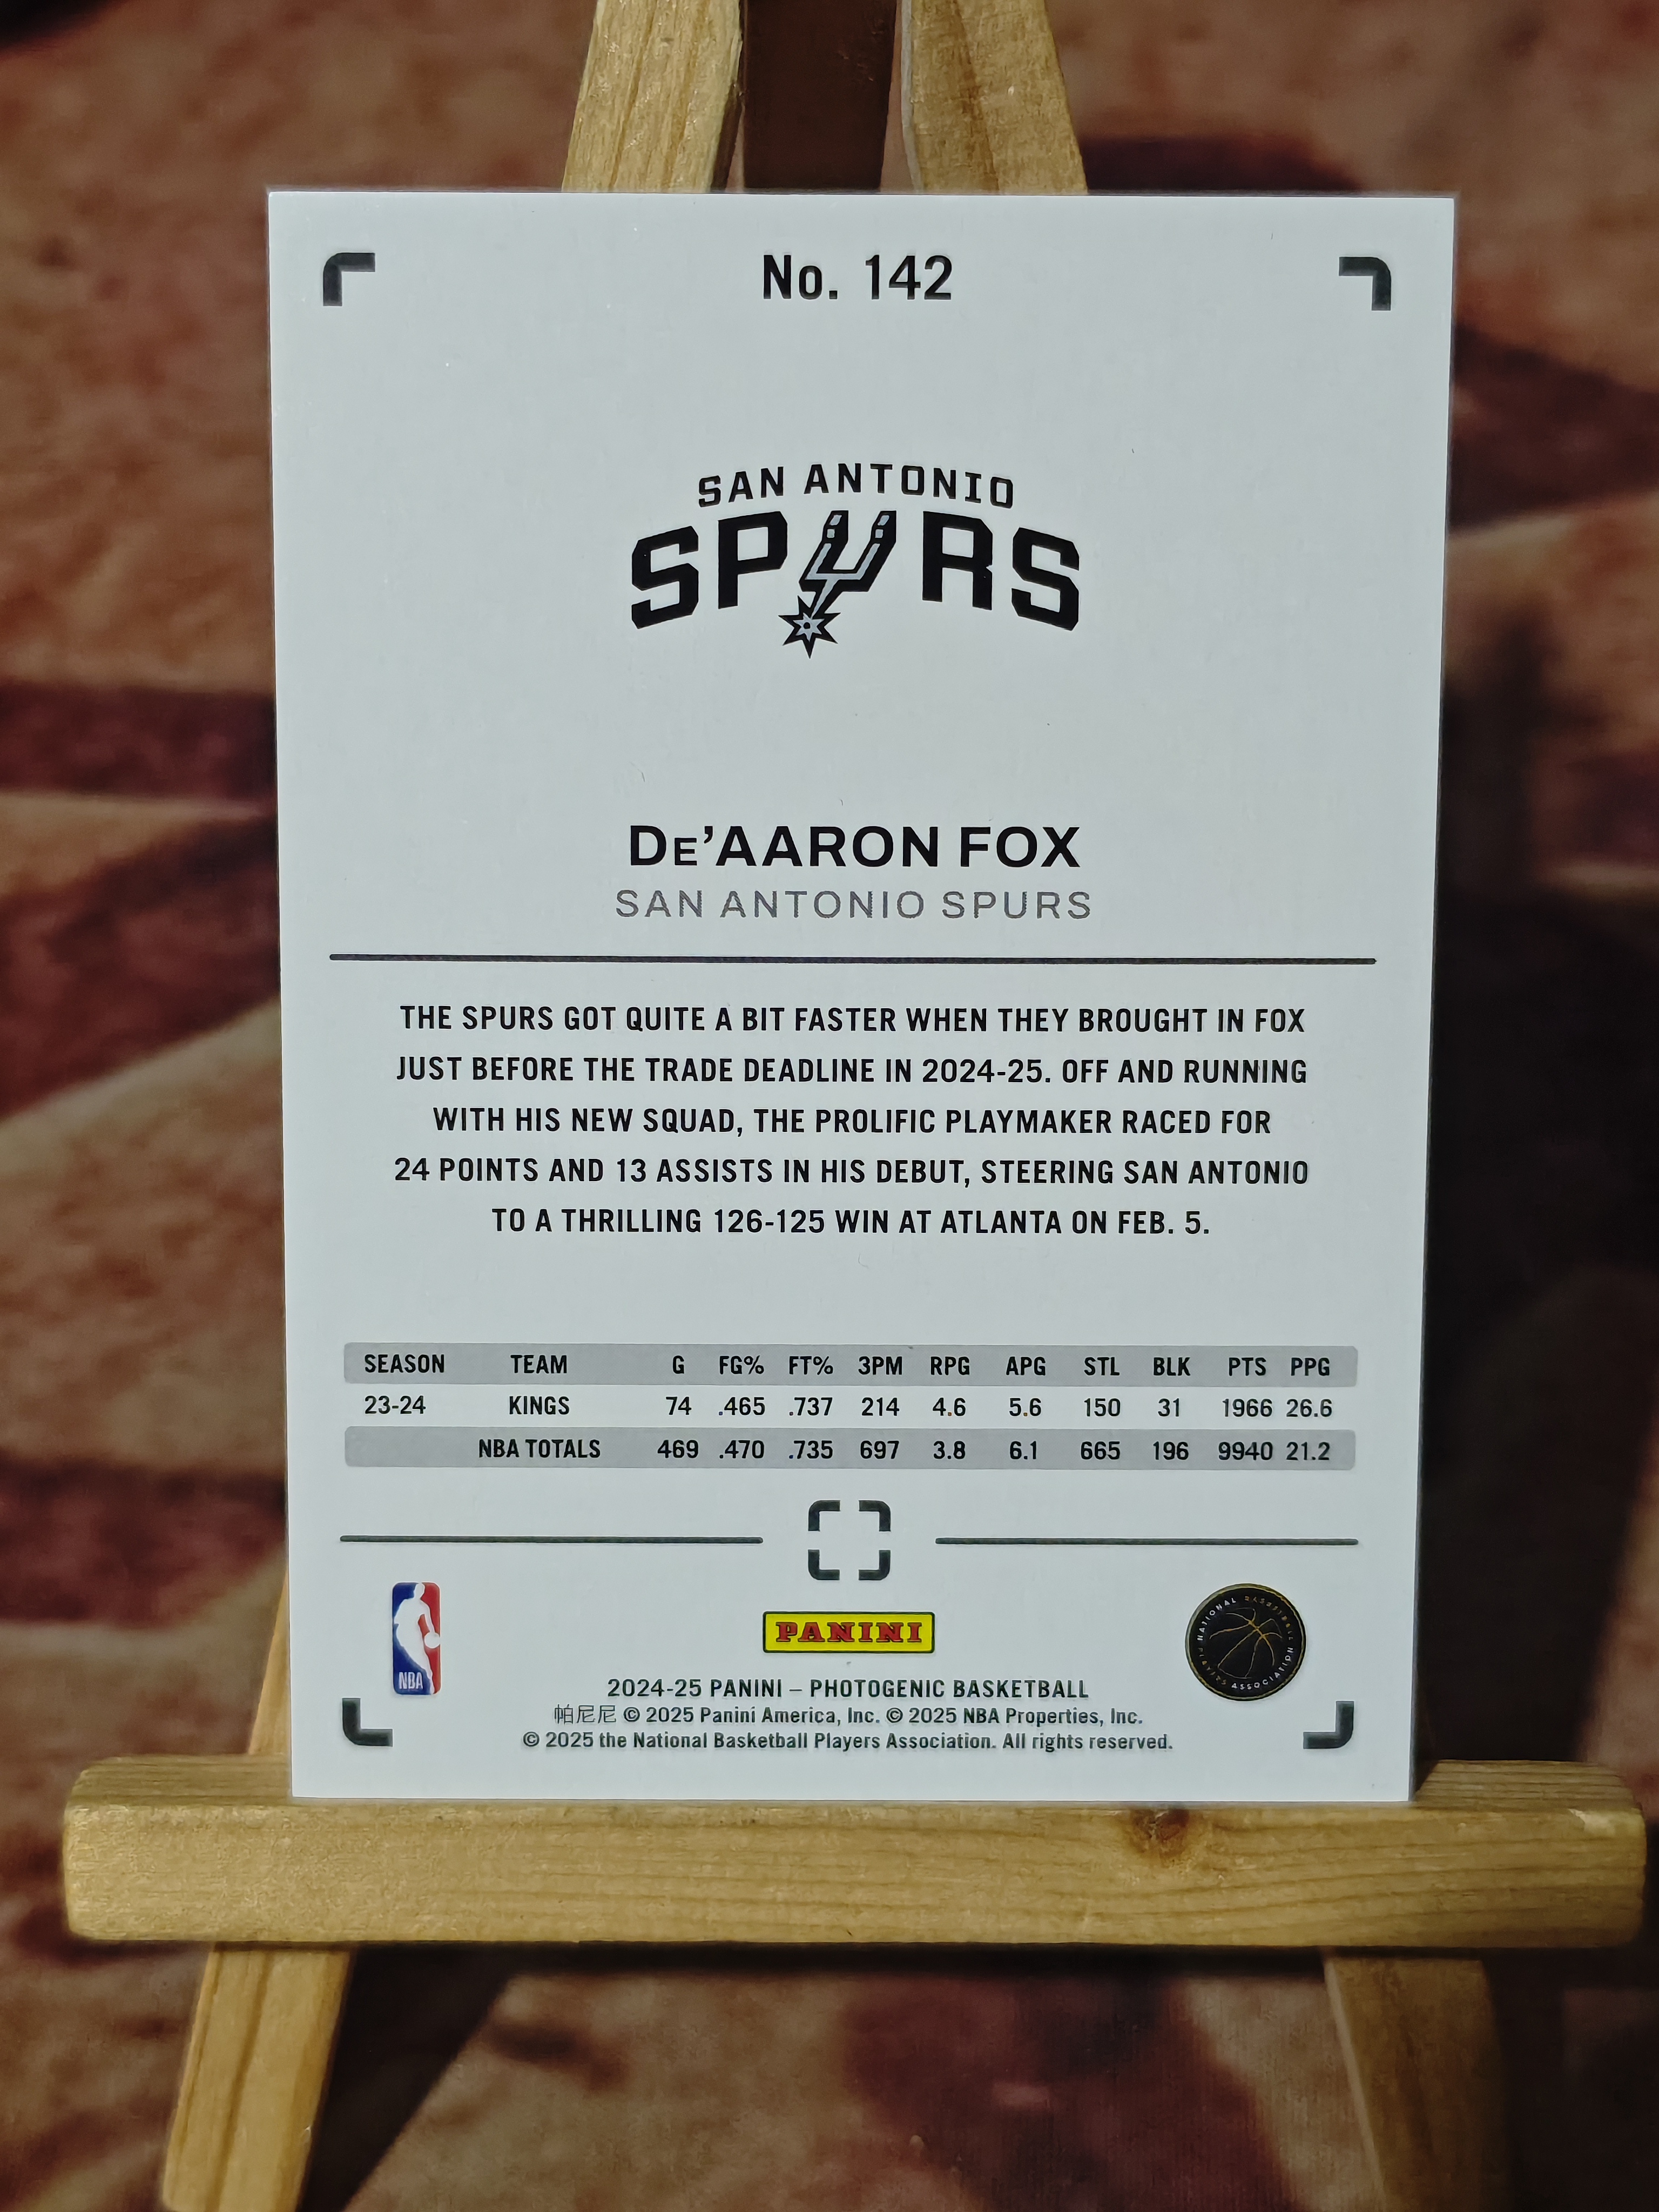 No. 142
SAN ANTONIO
SPURS
De'AARON FOX
SAN ANTONIO SPURS
THE SPURS GOT QUITE A BIT FASTER WHEN THEY BROUGHT IN FOX
JUST BEFORE THE TRADE DEADLINE IN 2024-25. OFF AND RUNNING
WITH HIS NEW SQUAD, THE PROLIFIC PLAYMAKER RACED FOR
24 POINTS AND 13 ASSISTS IN HIS DEBUT, STEERING SAN ANTONIO
TO A THRILLING 126-125 WIN AT ATLANTA ON FEB. 5.
SEASON TEAM G FG% FT% 3PM RPG APG STL BLK PTS PPG
23-24 KINGS 74 .465 .737 214 4.6 5.6 150 31 1966 26.6
NBA TOTALS 469 .470 .735 697 3.8 6.1 665 196 9940 21.2
NBA
PANINI
NATIONAL BASKETBALL PLAYERS ASSOCIATION
2024-25 PANINI – PHOTOGENIC BASKETBALL
帕尼尼 © 2025 Panini America, Inc. © 2025 NBA Properties, Inc.
© 2025 the National Basketball Players Association. All rights reserved.